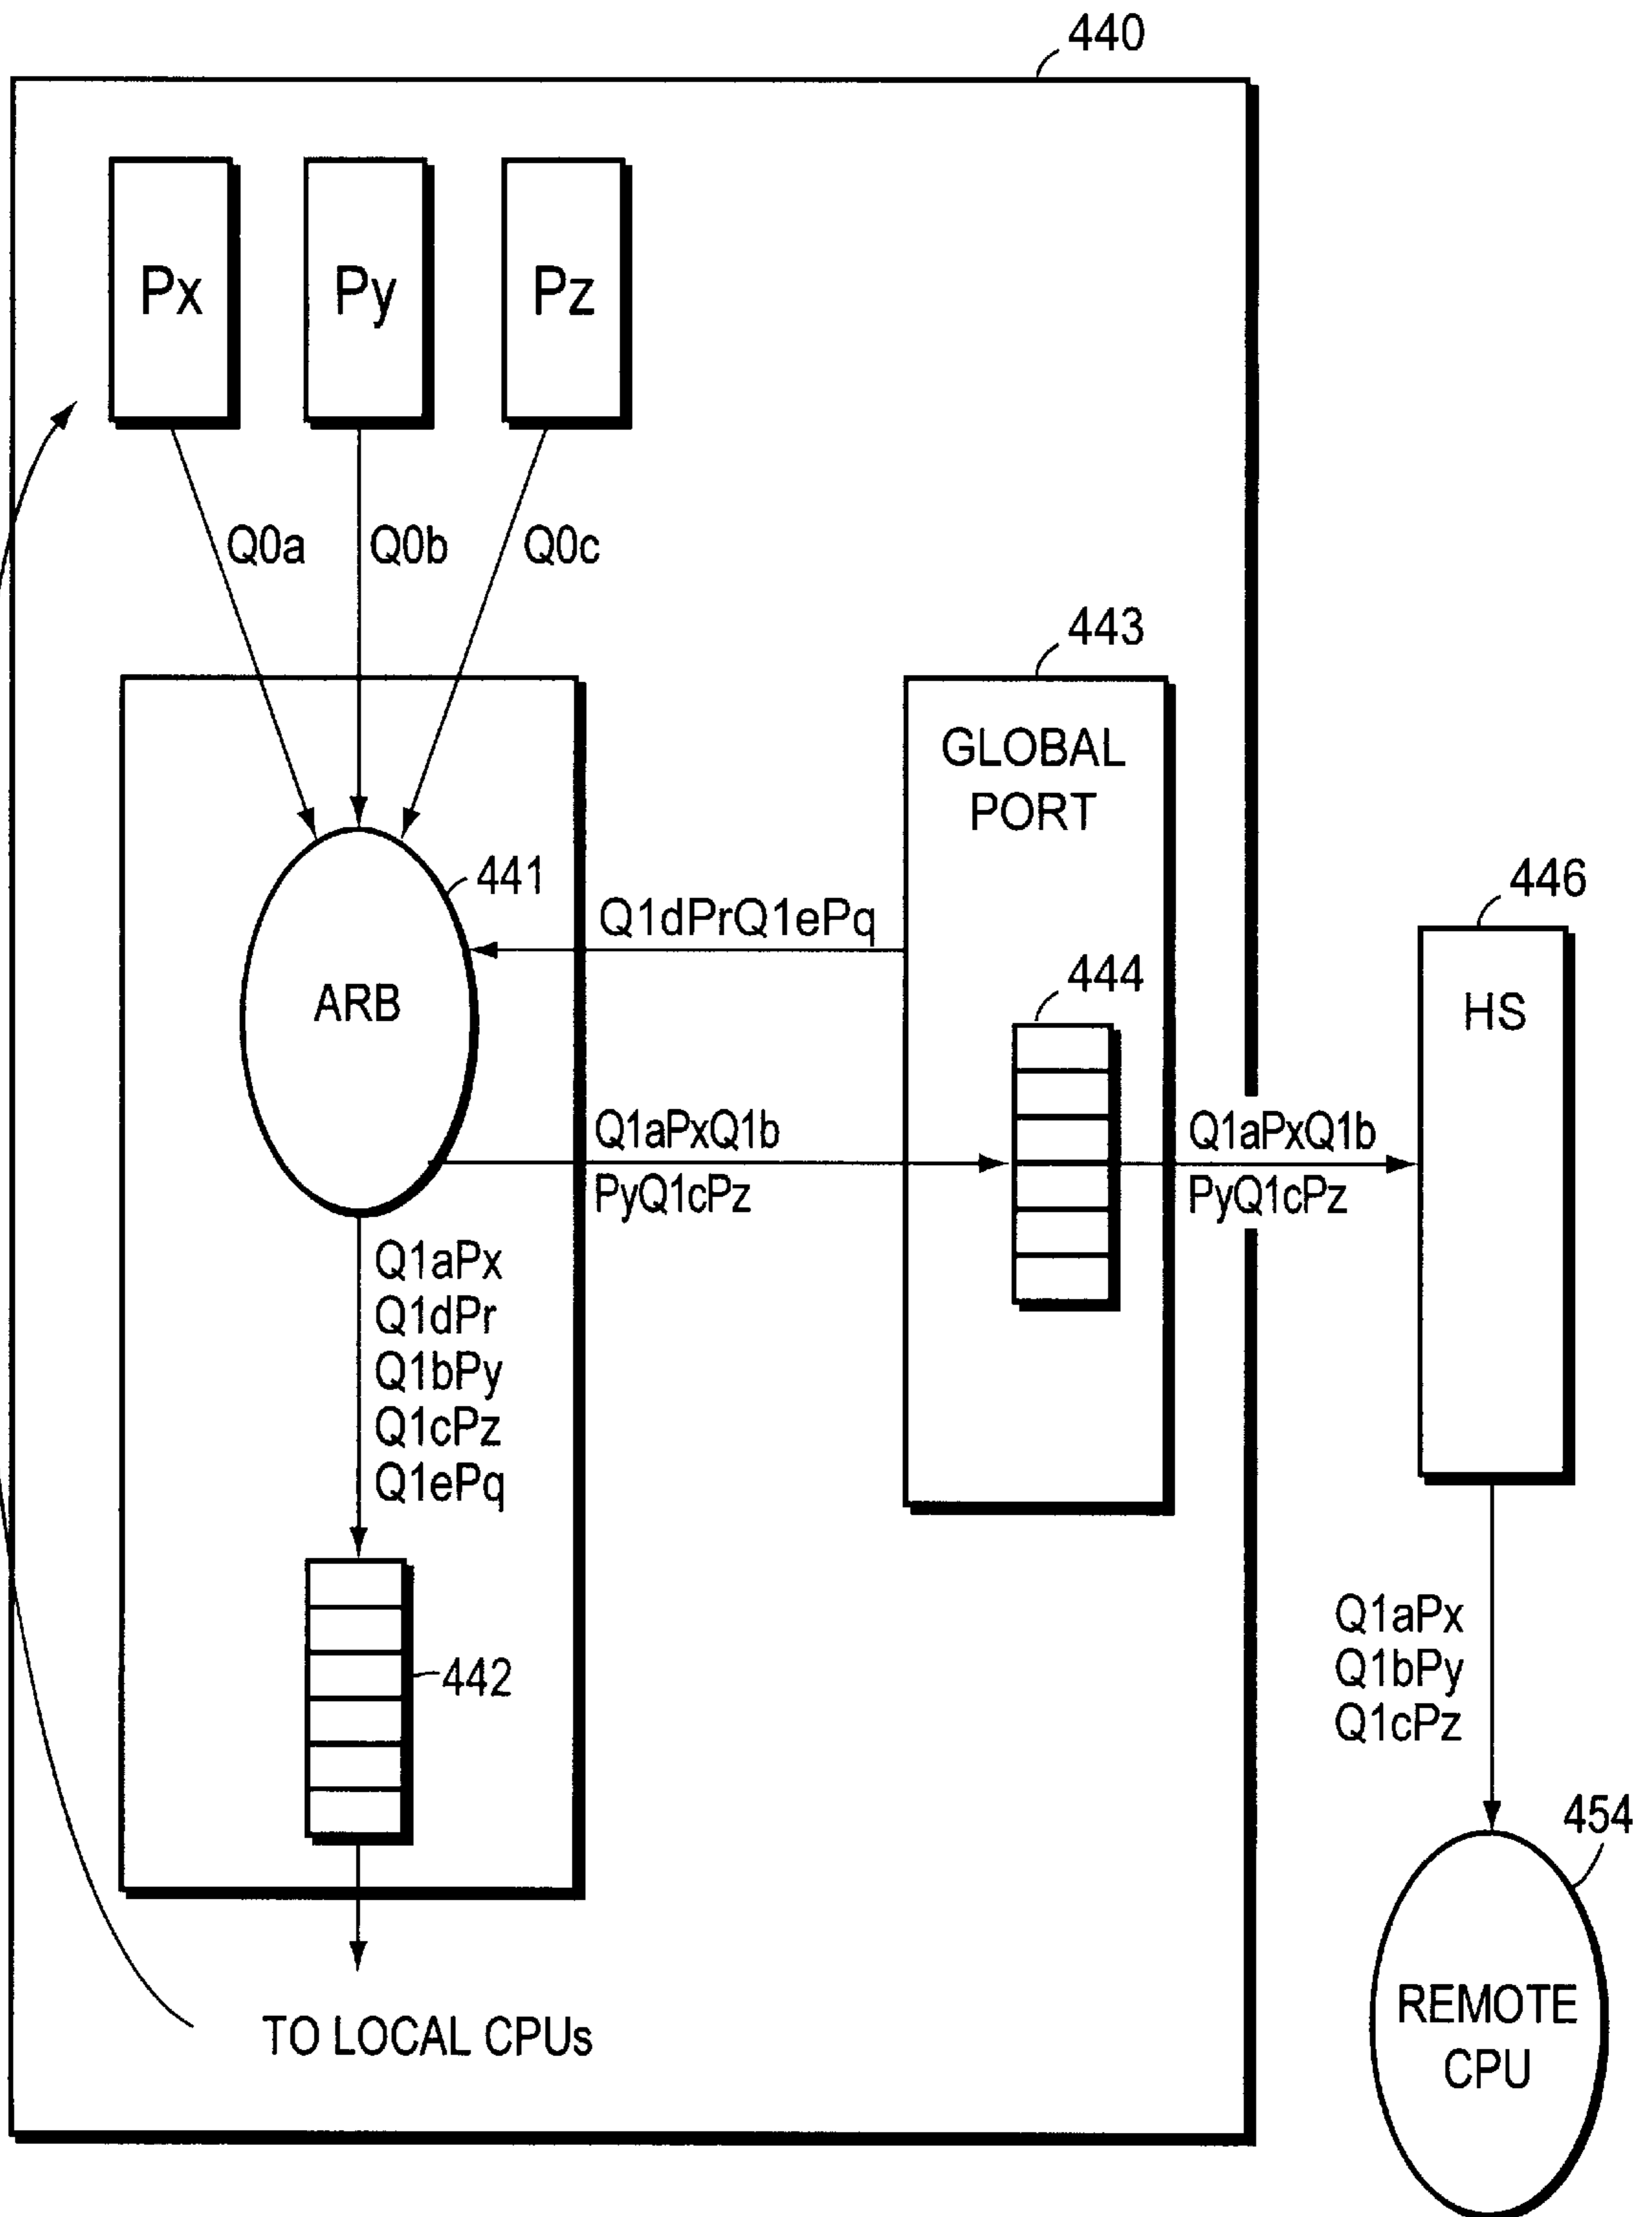 440
Px
Py
Pz
Q0a
Q0b
Q0c
443
GLOBAL
PORT
441
Q1dPrQ1ePq
446
ARB
444
HS
Q1aPxQ1b
PyQ1cPz
Q1aPxQ1b
PyQ1cPz
Q1aPx
Q1dPr
Q1bPy
Q1cPz
Q1ePq
442
Q1aPx
Q1bPy
Q1cPz
454
TO LOCAL CPUs
REMOTE
CPU